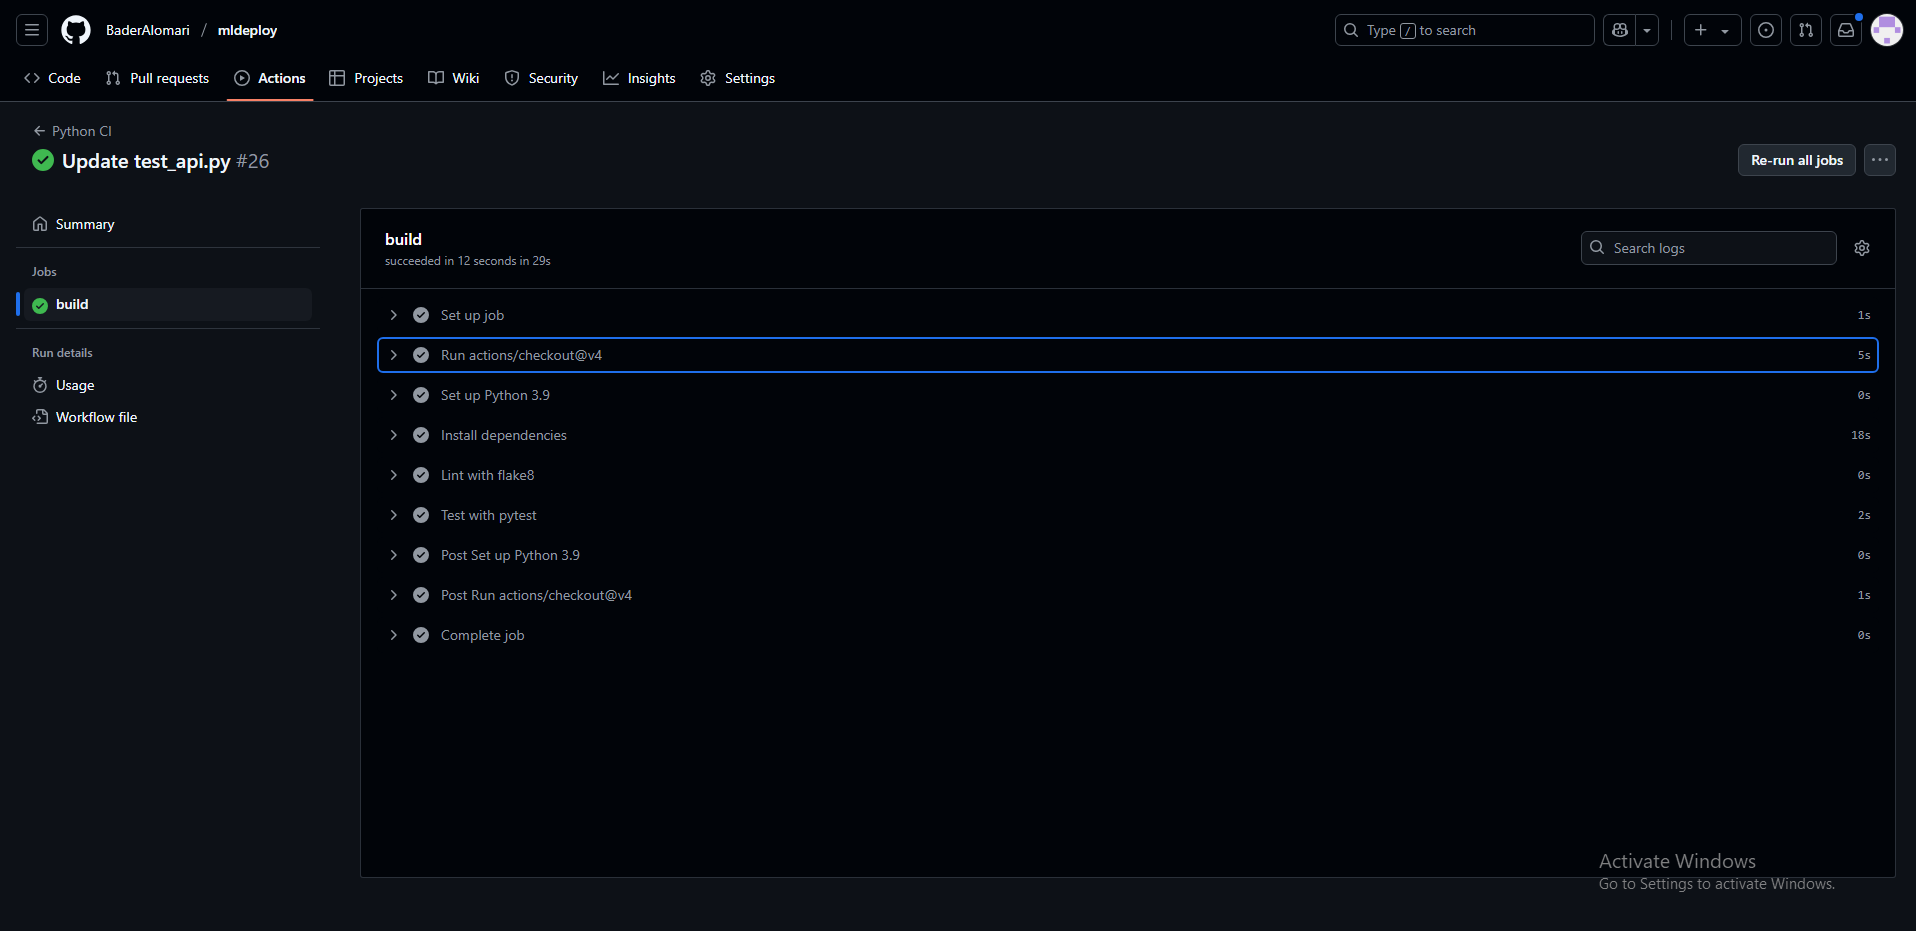 BaderAlomari / mldeploy
Type / to search
Code
Pull requests
Actions
Projects
Wiki
Security
Insights
Settings
Python CI
Update test_api.py #26
Re-run all jobs
Summary
Jobs
build
Run details
Usage
Workflow file
build
succeeded in 12 seconds in 29s
Search logs
Set up job 1s
Run actions/checkout@v4 5s
Set up Python 3.9 0s
Install dependencies 18s
Lint with flake8 0s
Test with pytest 2s
Post Set up Python 3.9 0s
Post Run actions/checkout@v4 1s
Complete job 0s
Activate Windows
Go to Settings to activate Windows.